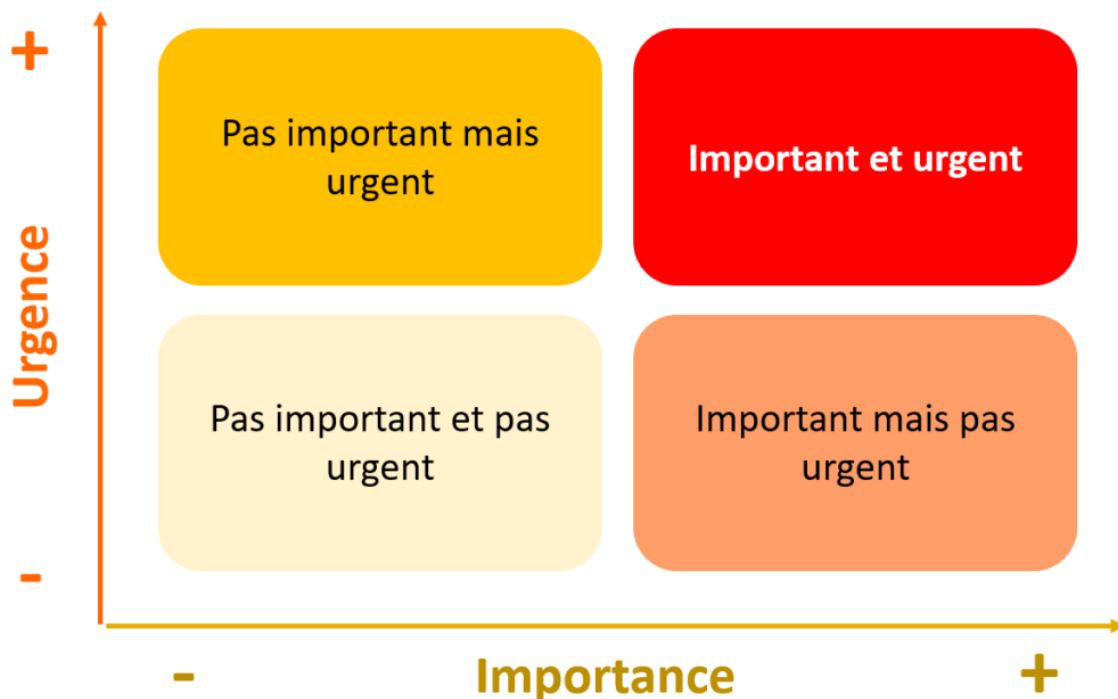 +
Urgence
-
Pas important mais
urgent
Important et urgent
Pas important et pas
urgent
Important mais pas
urgent
-
Importance
+